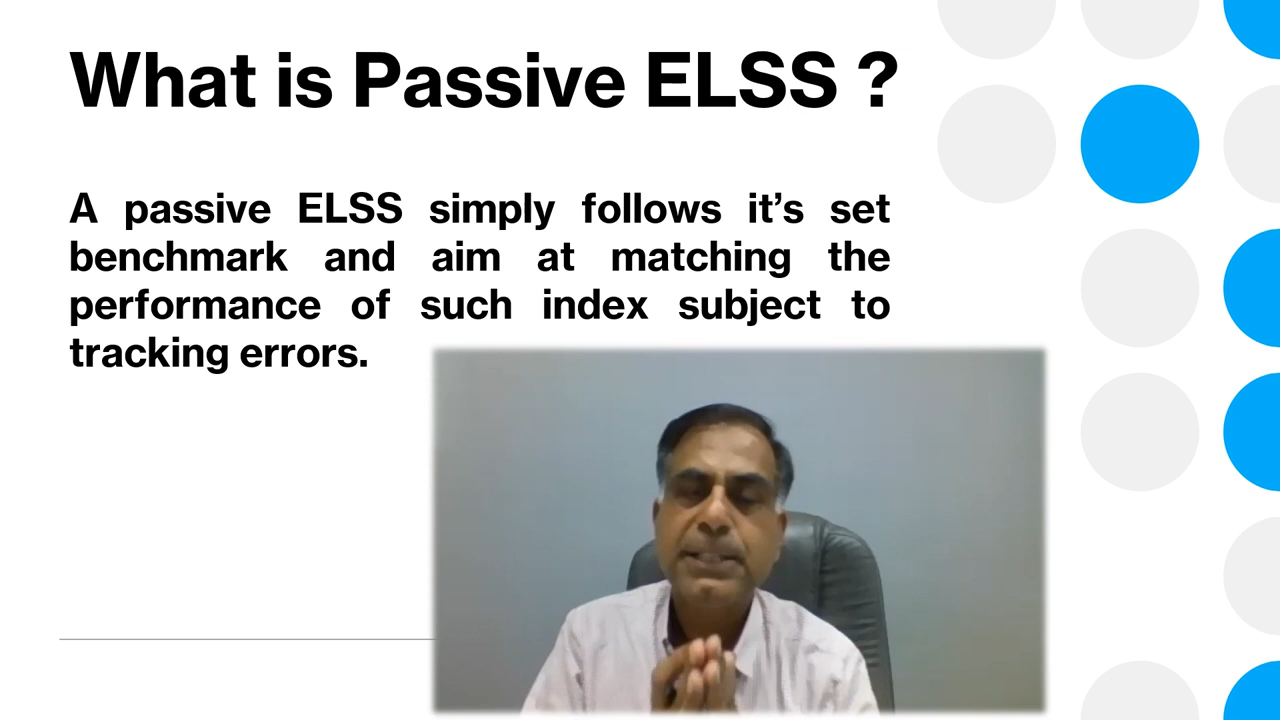 What is Passive ELSS ?
A passive ELSS simply follows it’s set
benchmark and aim at matching the
performance of such index subject to
tracking errors.